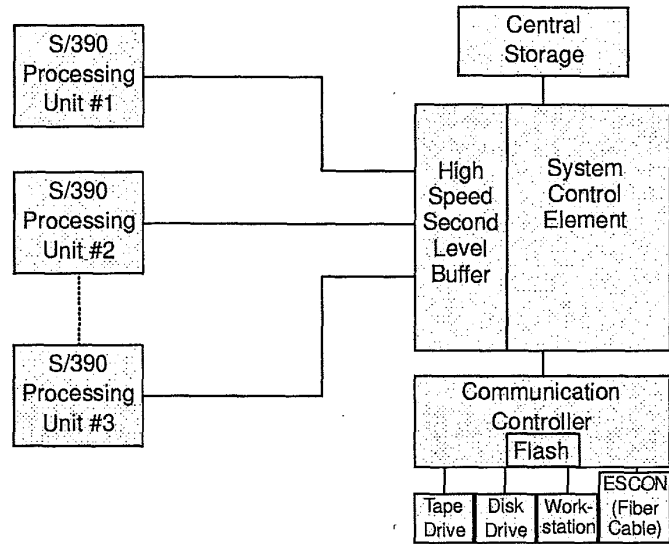 S/390
Processing
Unit #1
S/390
Processing
Unit #2
S/390
Processing
Unit #3
Central
Storage
High
Speed
Second
Level
Buffer
System
Control
Element
Communication
Controller
Flash
Tape
Drive
Disk
Drive
Work-
station
ESCON
(Fiber
Cable)